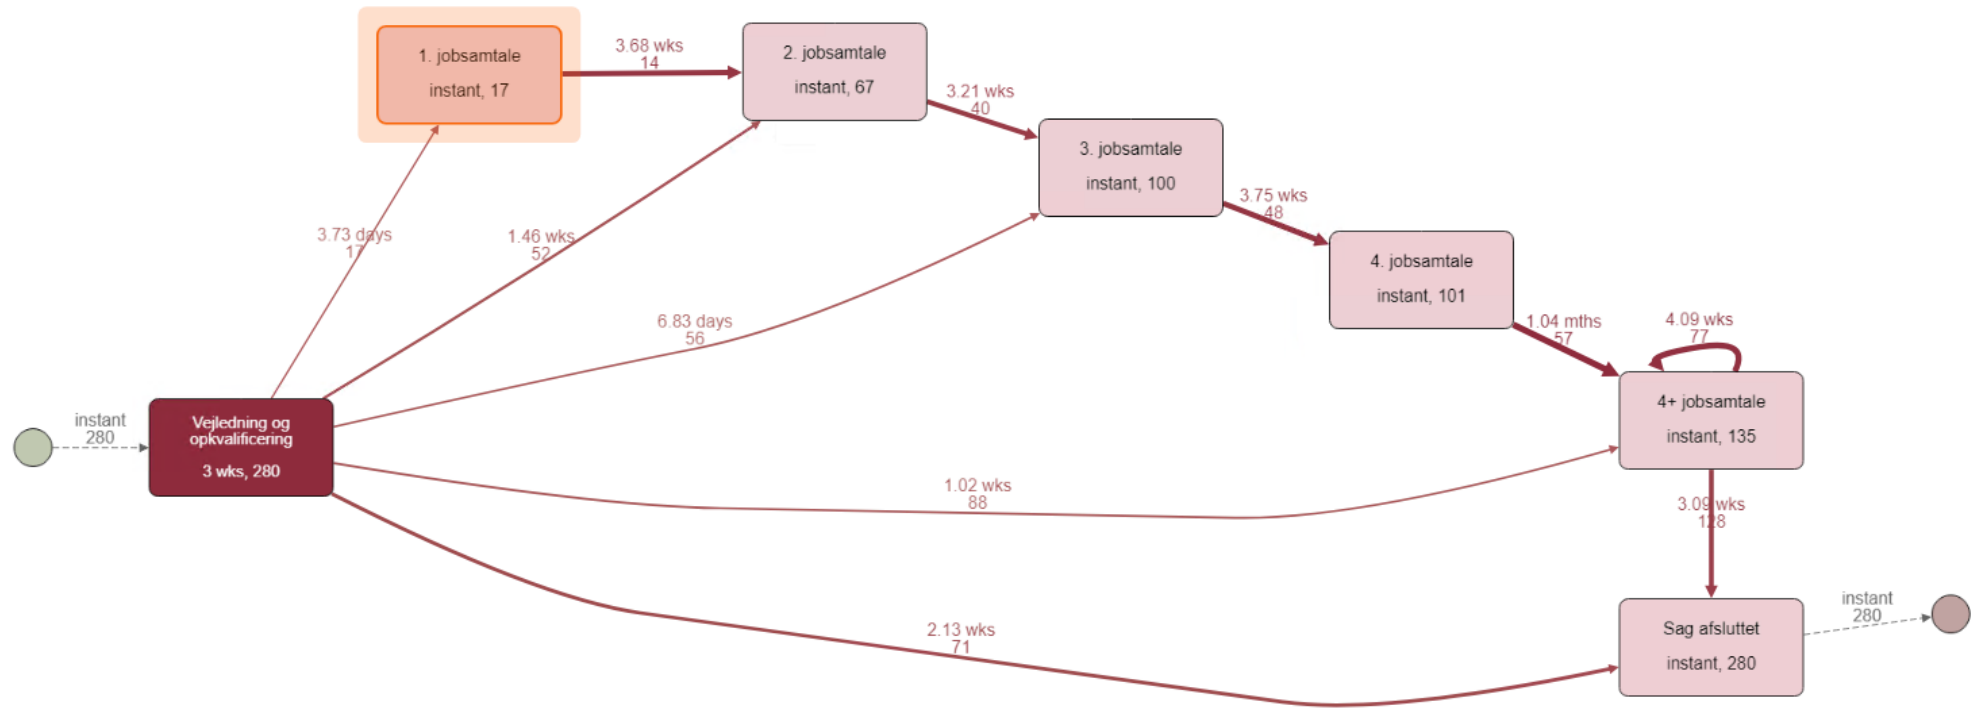 1. jobsamtale
instant, 17
3.68 wks
14
2. jobsamtale
instant, 67
3.21 wks
40
3. jobsamtale
instant, 100
3.75 wks
48
4. jobsamtale
instant, 101
1.04 mths
57
4.09 wks
77
4+ jobsamtale
instant, 135
3.73 days
17
1.46 wks
52
6.83 days
56
instant
280
Vejledning og
opkvalificering
3 wks, 280
1.02 wks
88
3.09 wks
128
2.13 wks
71
Sag afsluttet
instant, 280
instant
280